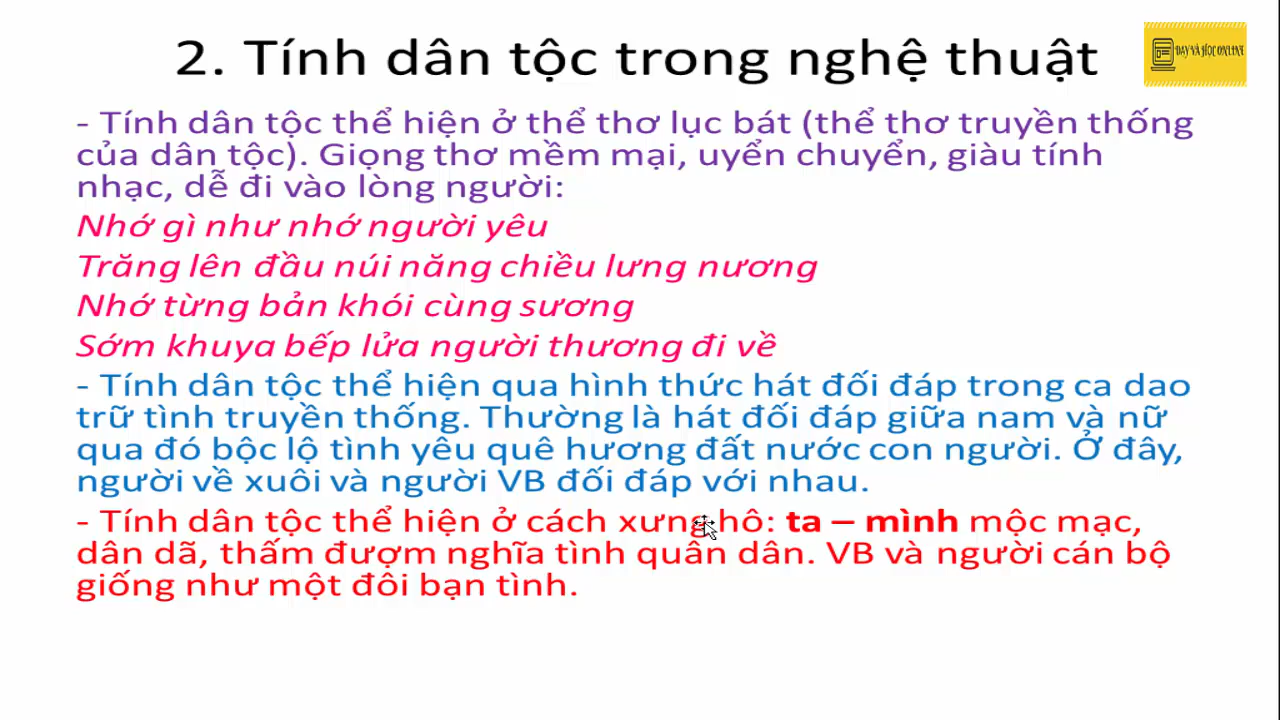 2. Tính dân tộc trong nghệ thuật
DẠY VÀ HỌC ONLINE
- Tính dân tộc thể hiện ở thể thơ lục bát (thể thơ truyền thống
của dân tộc). Giọng thơ mềm mại, uyển chuyển, giàu tính
nhạc, dễ đi vào lòng người:
Nhớ gì như nhớ người yêu
Trăng lên đầu núi năng chiều lưng nương
Nhớ từng bản khói cùng sương
Sớm khuya bếp lửa người thương đi về
- Tính dân tộc thể hiện qua hình thức hát đối đáp trong ca dao
trữ tình truyền thống. Thường là hát đối đáp giữa nam và nữ
qua đó bộc lộ tình yêu quê hương đất nước con người. Ở đây,
người về xuôi và người VB đối đáp với nhau.
- Tính dân tộc thể hiện ở cách xưng hô: ta – mình mộc mạc,
dân dã, thấm đượm nghĩa tình quân dân. VB và người cán bộ
giống như một đôi bạn tình.